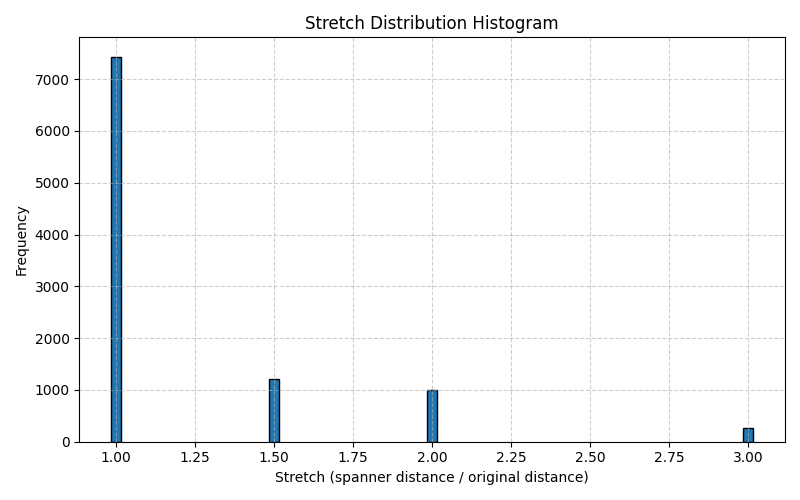 Stretch Distribution Histogram
Frequency
7000
6000
5000
4000
3000
2000
1000
0
1.00 1.25 1.50 1.75 2.00 2.25 2.50 2.75 3.00
Stretch (spanner distance / original distance)